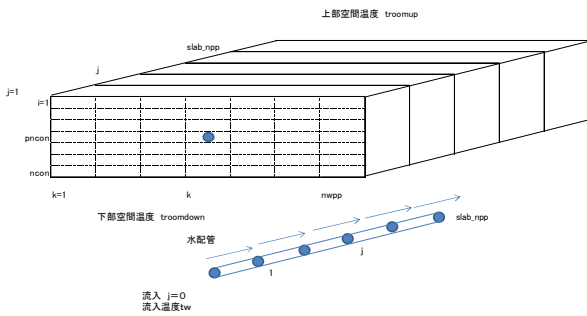 上部空間温度 troomup
slab_npp
j
j=1
i=1
pncon
ncon
k=1
k
nwpp
下部空間温度 troomdown
slab_npp
水配管
j
1
流入 j=0
流入温度tw